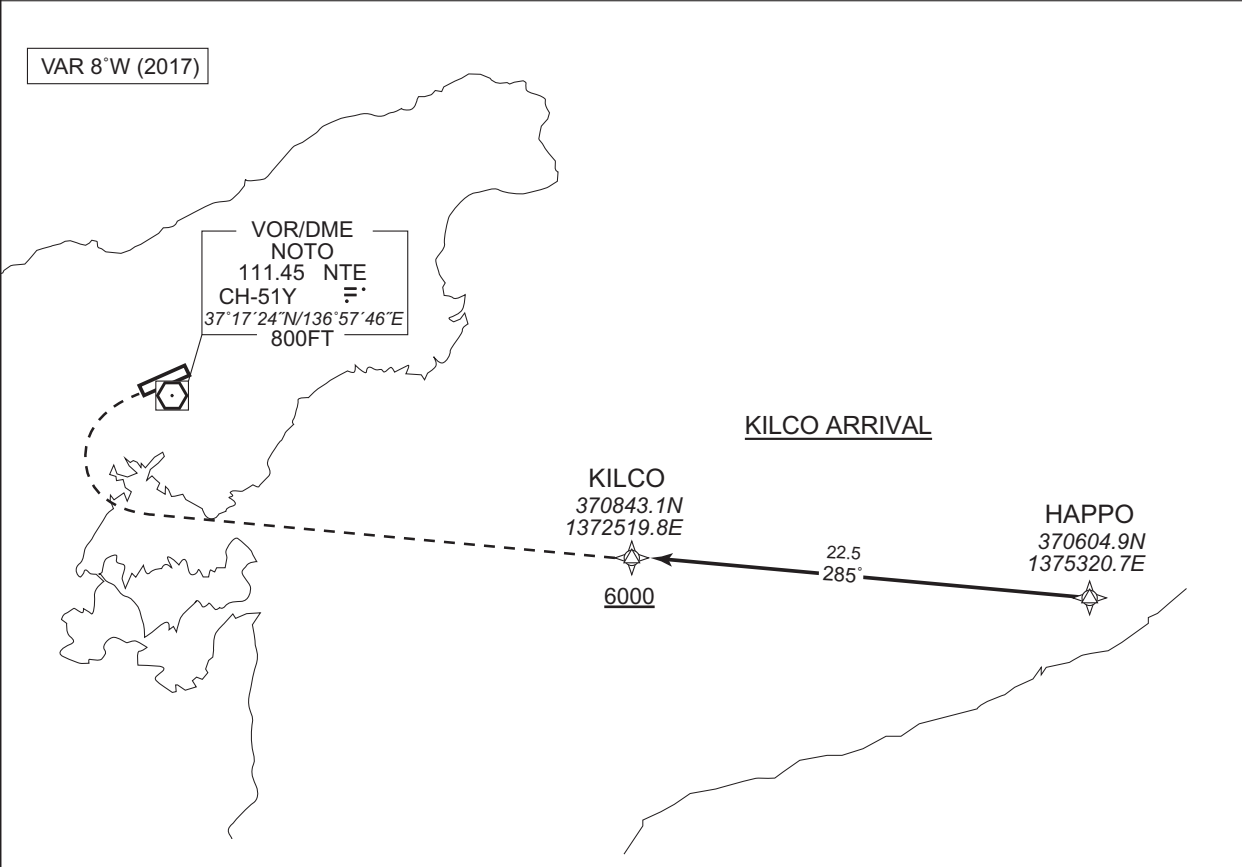 VAR 8°W (2017)
VOR/DME
NOTO
111.45 NTE
CH-51Y
37°17′24″N/136°57′46″E
800FT
KILCO ARRIVAL
KILCO
370843.1N
1372519.8E
6000
22.5
285°
HAPPO
370604.9N
1375320.7E